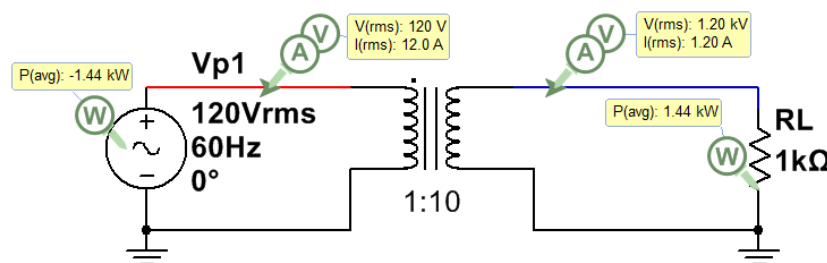 V(rms): 120 V
I(rms): 12.0 A
A
V
V(rms): 1.20 kV
I(rms): 1.20 A
A
V
P(avg): -1.44 kW
W
Vp1
120Vrms
60Hz
0°
P(avg): 1.44 kW
W
RL
1kΩ
1:10